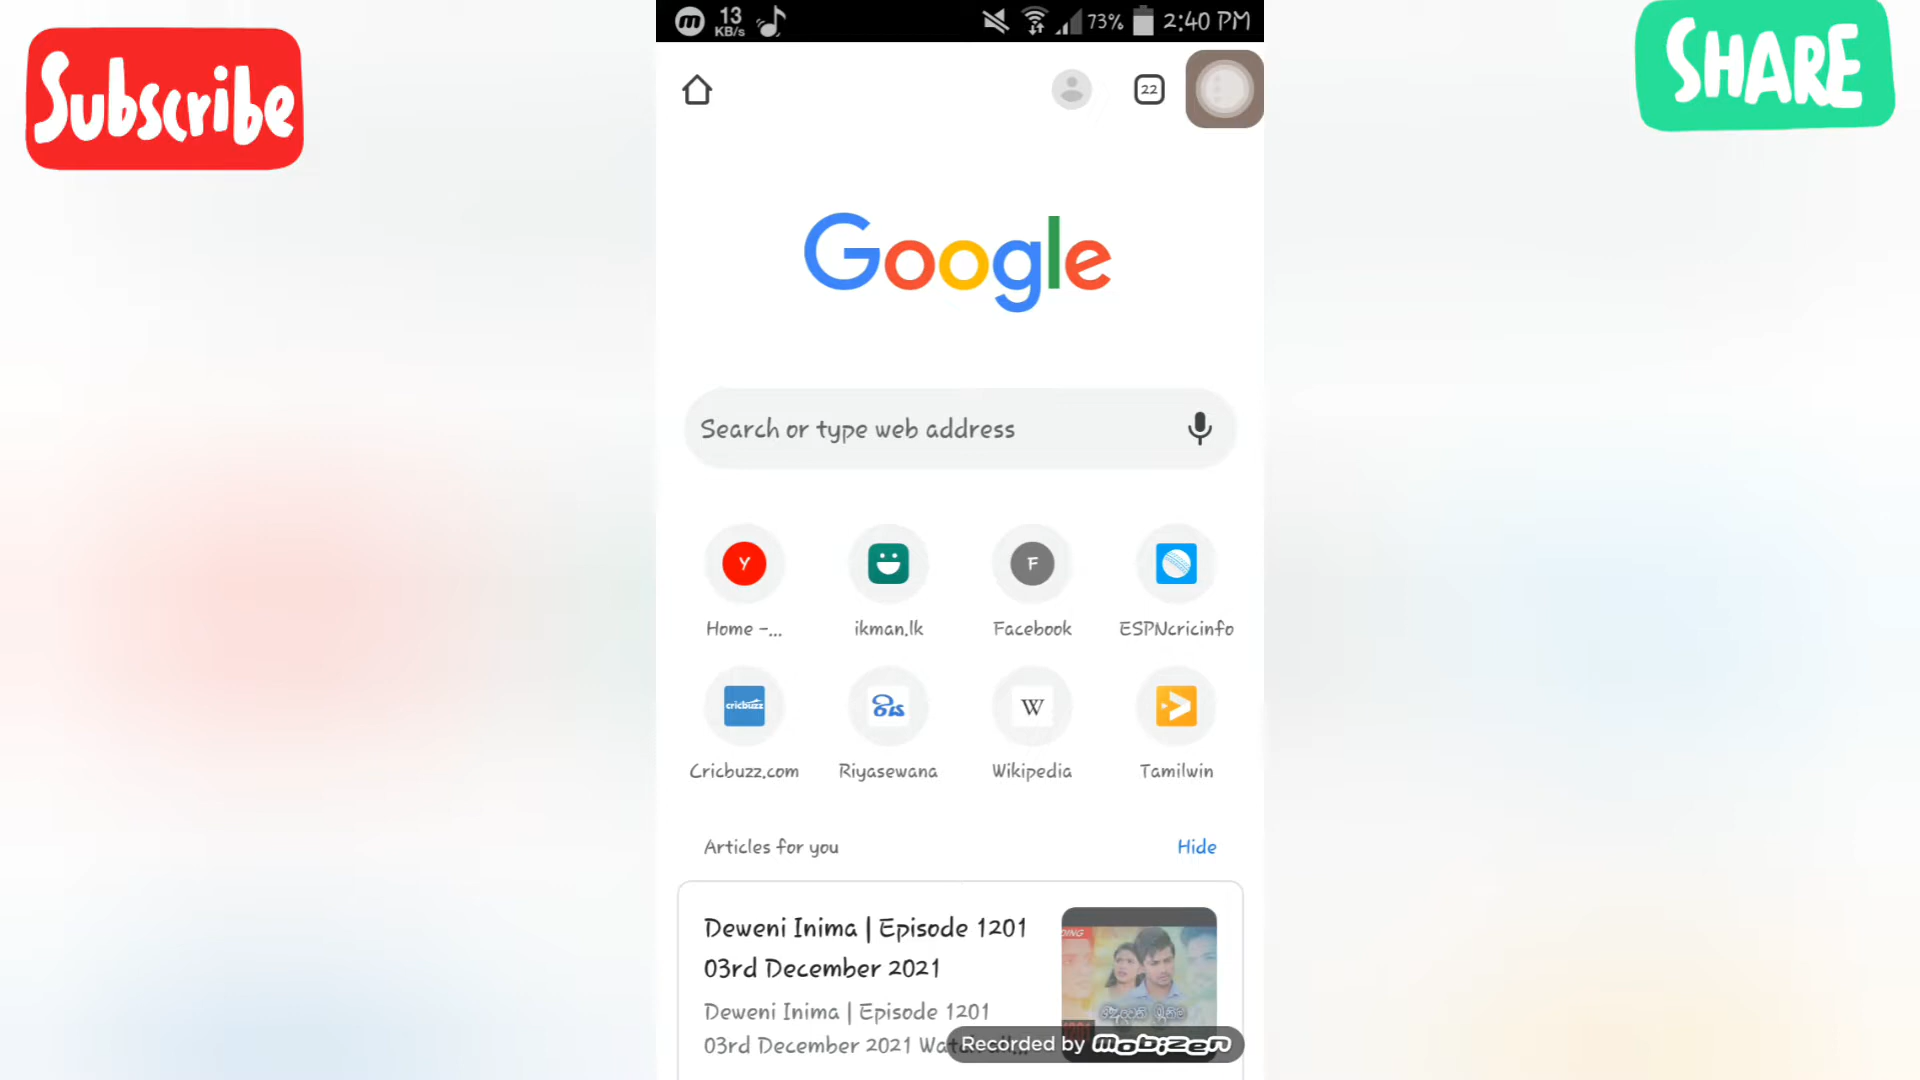 Subscribe
SHARE
13
KB/s
73%
2:40 PM
22
Google
Search or type web address
Y
F
Home -...
ikman.lk
Facebook
ESPNcricinfo
cricbuzz
රිය
W
Cricbuzz.com
Riyasewana
Wikipedia
Tamilwin
Articles for you
Hide
Deweni Inima | Episode 1201
03rd December 2021
Deweni Inima | Episode 1201
03rd December 2021
Recorded by mobizen